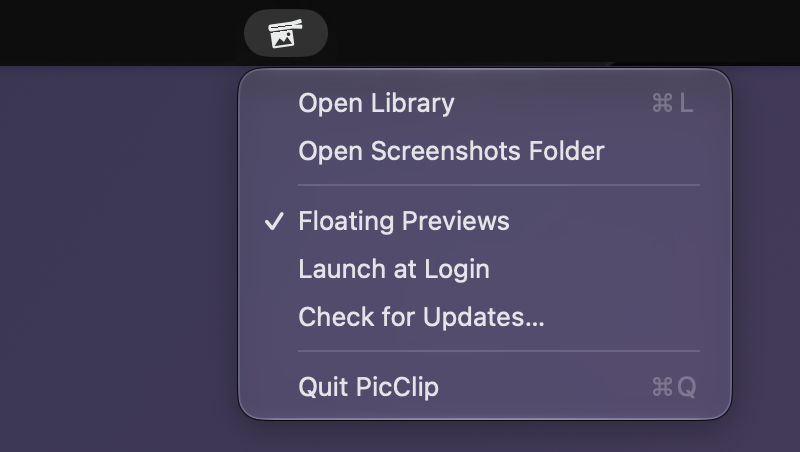 Open Library ⌘ L
Open Screenshots Folder
✓ Floating Previews
Launch at Login
Check for Updates...
Quit PicClip ⌘ Q